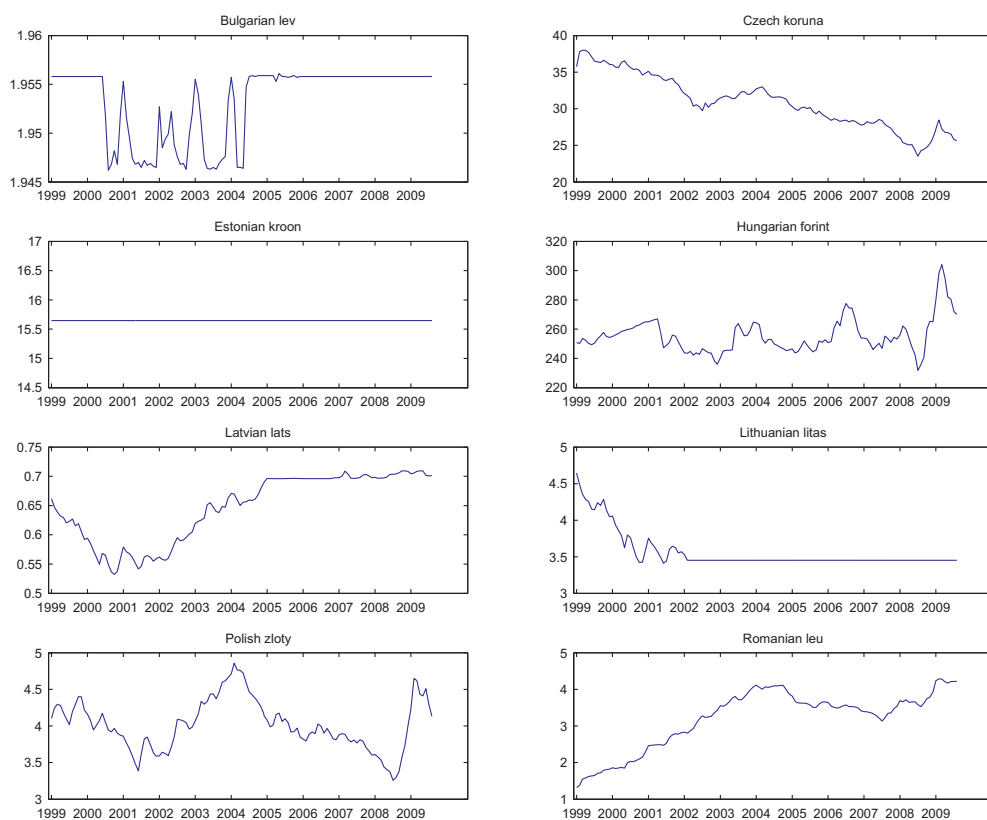 Bulgarian lev
1.96
1.955
1.95
1.945
1999 2000 2001 2002 2003 2004 2005 2006 2007 2008 2009
Czech koruna
40
35
30
25
20
1999 2000 2001 2002 2003 2004 2005 2006 2007 2008 2009
Estonian kroon
17
16.5
16
15.5
15
14.5
1999 2000 2001 2002 2003 2004 2005 2006 2007 2008 2009
Hungarian forint
320
300
280
260
240
220
1999 2000 2001 2002 2003 2004 2005 2006 2007 2008 2009
Latvian lats
0.75
0.7
0.65
0.6
0.55
0.5
1999 2000 2001 2002 2003 2004 2005 2006 2007 2008 2009
Lithuanian litas
5
4.5
4
3.5
3
1999 2000 2001 2002 2003 2004 2005 2006 2007 2008 2009
Polish zloty
5
4.5
4
3.5
3
1999 2000 2001 2002 2003 2004 2005 2006 2007 2008 2009
Romanian leu
5
4
3
2
1
1999 2000 2001 2002 2003 2004 2005 2006 2007 2008 2009